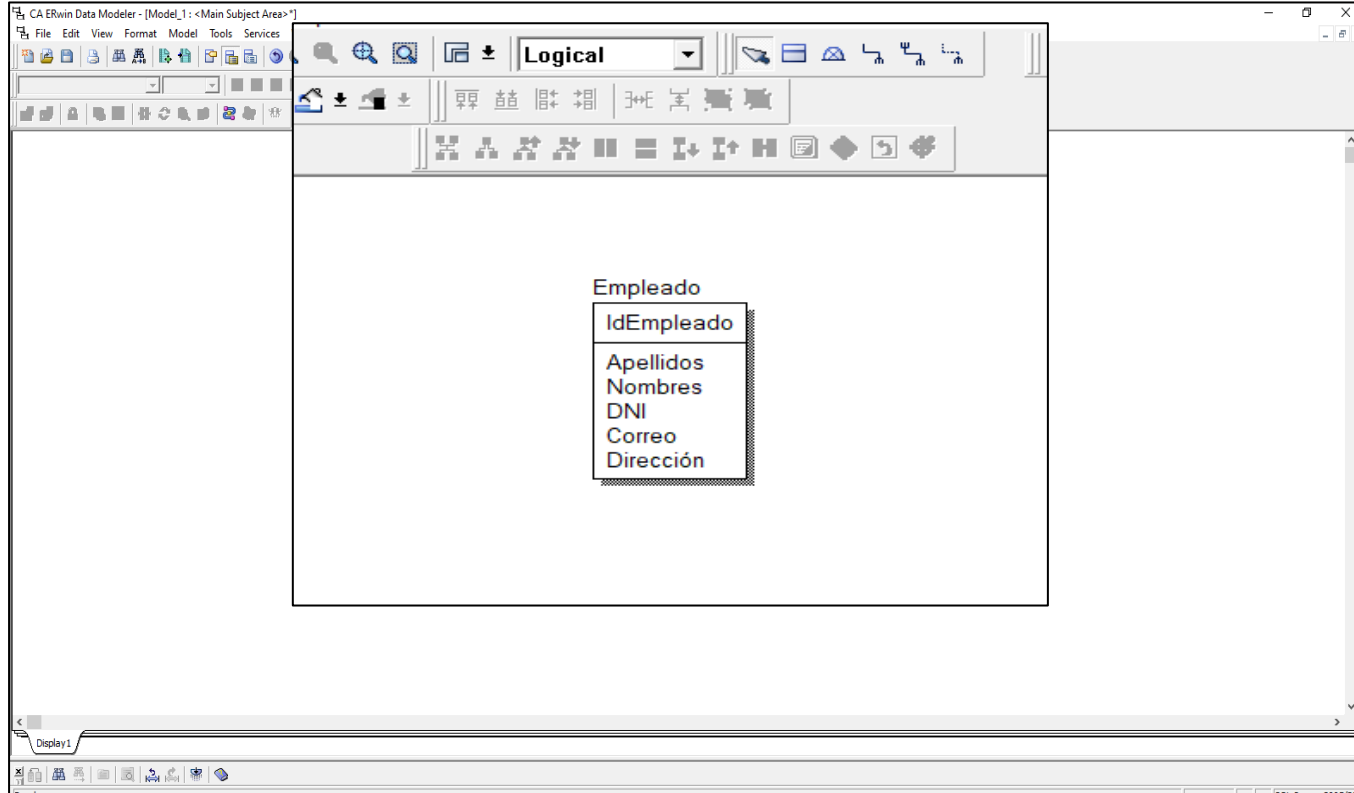 CA ERwin Data Modeler - [Model_1 : <Main Subject Area>*]
File Edit View Format Model Tools Services
Logical
Empleado
IdEmpleado
Apellidos
Nombres
DNI
Correo
Dirección
Display1